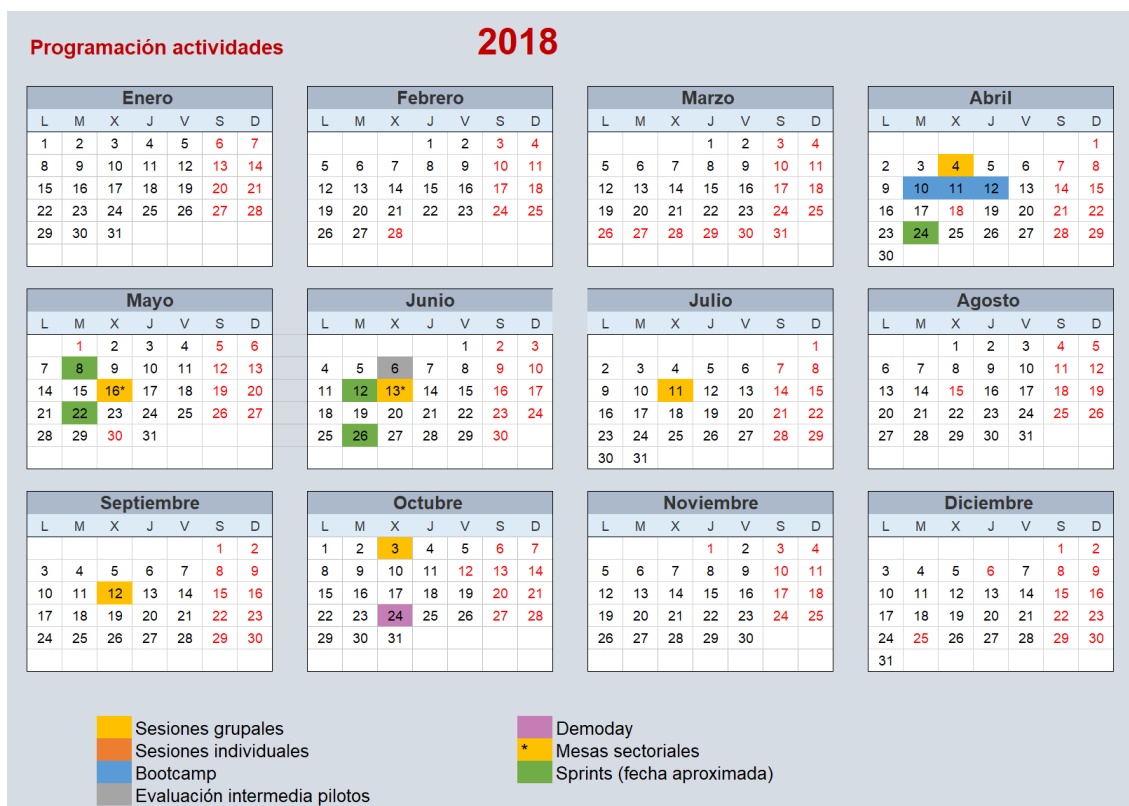 Programación actividades 2018
Enero Febrero Marzo Abril
L M X J V S D L M X J V S D L M X J V S D L M X J V S D
1 2 3 4 5 6 7 1 2 3 4 1 2 3 4 1
8 9 10 11 12 13 14 5 6 7 8 9 10 11 5 6 7 8 9 10 11 2 3 4 5 6 7 8
15 16 17 18 19 20 21 12 13 14 15 16 17 18 12 13 14 15 16 17 18 9 10 11 12 13 14 15
22 23 24 25 26 27 28 19 20 21 22 23 24 25 19 20 21 22 23 24 25 16 17 18 19 20 21 22
29 30 31 26 27 28 26 27 28 29 30 31 23 24 25 26 27 28 29
30
Mayo Junio Julio Agosto
L M X J V S D L M X J V S D L M X J V S D L M X J V S D
1 2 3 4 5 6 1 2 3 1 1 2 3 4 5
7 8 9 10 11 12 13 4 5 6 7 8 9 10 2 3 4 5 6 7 8 6 7 8 9 10 11 12
14 15 16* 17 18 19 20 11 12 13* 14 15 16 17 9 10 11 12 13 14 15 13 14 15 16 17 18 19
21 22 23 24 25 26 27 18 19 20 21 22 23 24 16 17 18 19 20 21 22 20 21 22 23 24 25 26
28 29 30 31 25 26 27 28 29 30 23 24 25 26 27 28 29 27 28 29 30 31
30 31
Septiembre Octubre Noviembre Diciembre
L M X J V S D L M X J V S D L M X J V S D L M X J V S D
1 2 1 2 3 4 5 6 7 1 2 3 4 1 2
3 4 5 6 7 8 9 8 9 10 11 12 13 14 5 6 7 8 9 10 11 3 4 5 6 7 8 9
10 11 12 13 14 15 16 15 16 17 18 19 20 21 12 13 14 15 16 17 18 10 11 12 13 14 15 16
17 18 19 20 21 22 23 22 23 24 25 26 27 28 19 20 21 22 23 24 25 17 18 19 20 21 22 23
24 25 26 27 28 29 30 29 30 31 26 27 28 29 30 24 25 26 27 28 29 30
31
Sesiones grupales Demoday
Sesiones individuales * Mesas sectoriales
Bootcamp Sprints (fecha aproximada)
Evaluación intermedia pilotos